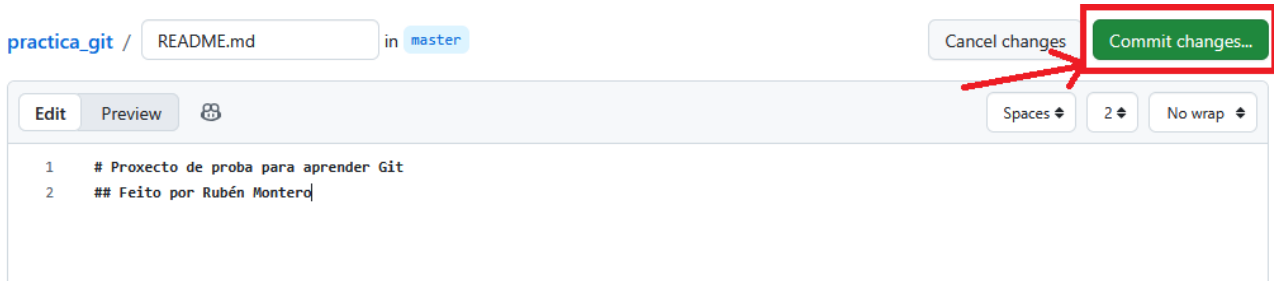 practica_git / README.md in master Cancel changes Commit changes...
Edit Preview Spaces 2 No wrap
1 # Proxecto de proba para aprender Git
2 ## Feito por Rubén Montero